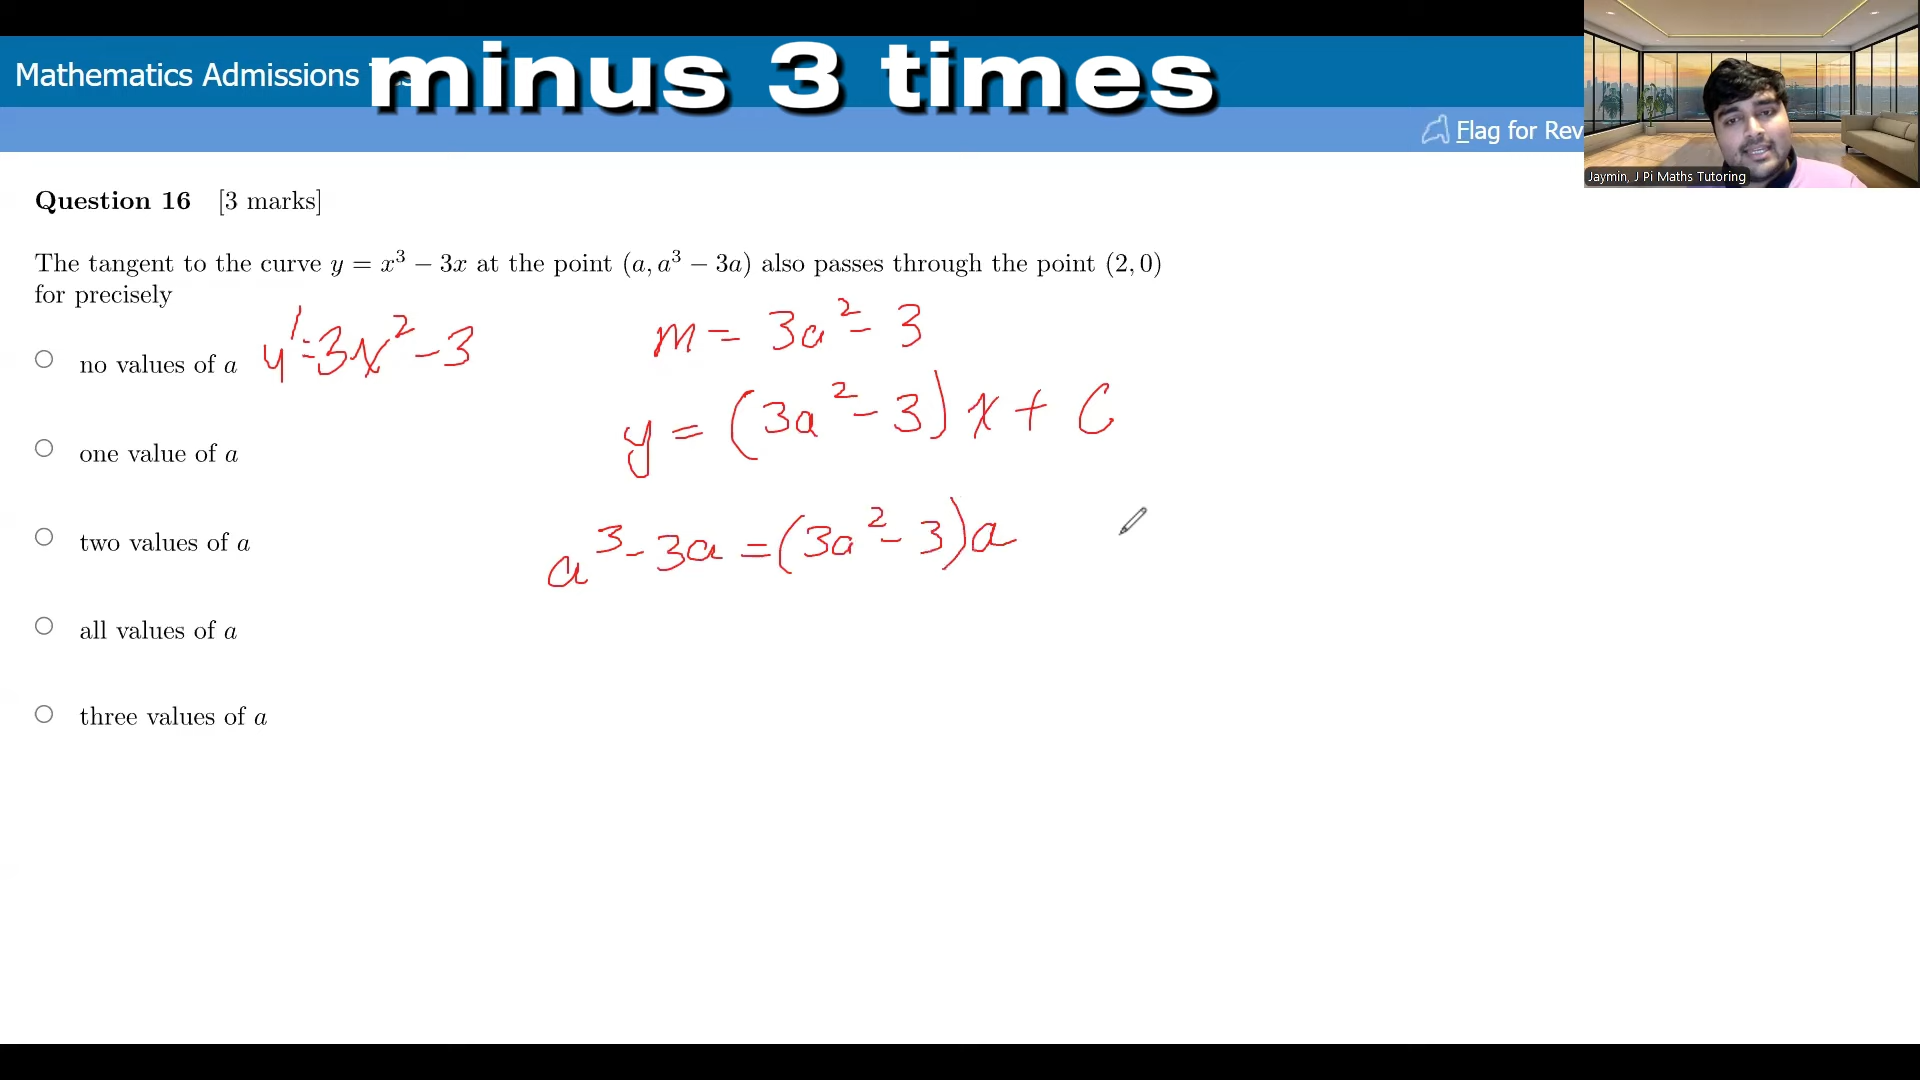 Mathematics Admissions
minus 3 times
Flag for Rev
Jaymin, J Pi Maths Tutoring
Question 16 [3 marks]
The tangent to the curve y = x³ − 3x at the point (a, a³ − 3a) also passes through the point (2, 0)
for precisely
no values of a
y' = 3x² − 3
m = 3a² − 3
y = (3a² − 3)x + C
one value of a
two values of a
a³ − 3a = (3a² − 3)a
all values of a
three values of a